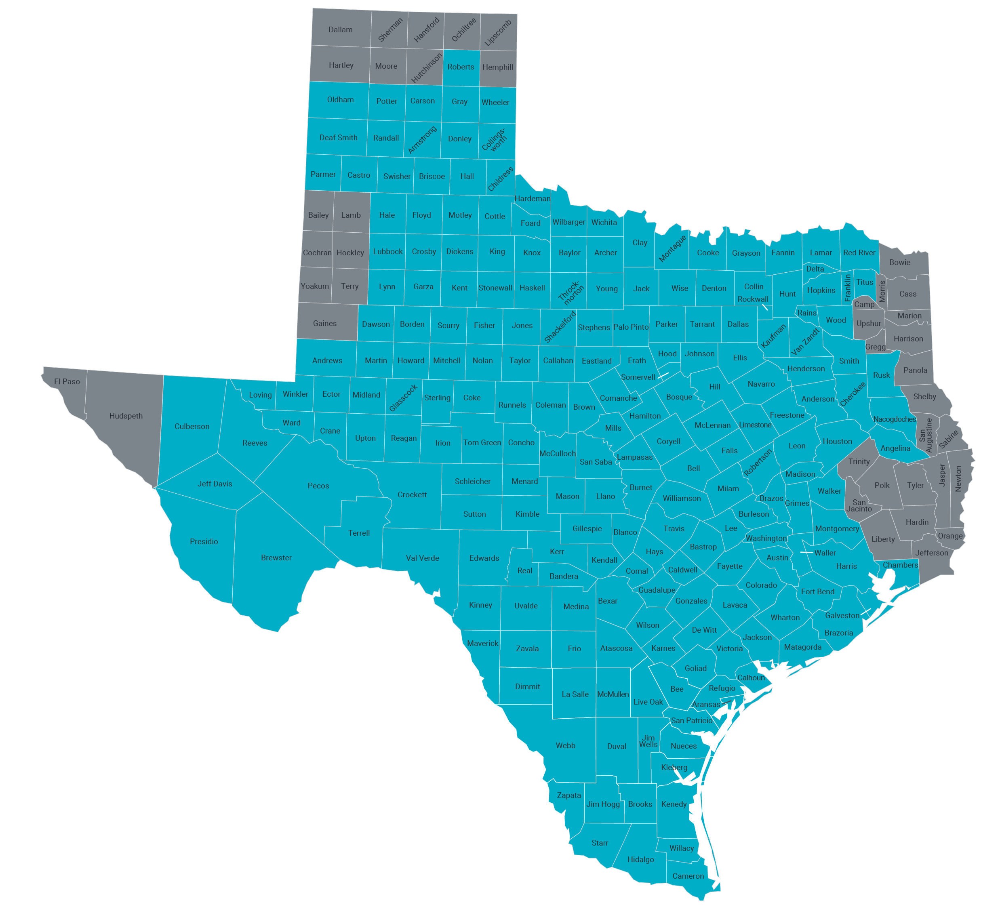 Dallam
Sherman
Hansford
Ochiltree
Lipscomb
Hartley
Moore
Hutchinson
Roberts
Hemphill
Oldham
Potter
Carson
Gray
Wheeler
Deaf Smith
Randall
Armstrong
Donley
Collings-
worth
Parmer
Castro
Swisher
Briscoe
Hall
Childress
Hardeman
Bailey
Lamb
Hale
Floyd
Motley
Cottle
Foard
Wilbarger
Wichita
Clay
Montague
Cooke
Grayson
Fannin
Lamar
Red River
Bowie
Cochran
Hockley
Lubbock
Crosby
Dickens
King
Knox
Baylor
Archer
Delta
Yoakum
Terry
Lynn
Garza
Kent
Stonewall
Haskell
Throck-
morton
Young
Jack
Wise
Denton
Collin
Rockwall
Hunt
Hopkins
Franklin
Titus
Morris
Cass
Camp
Marion
Gaines
Dawson
Borden
Scurry
Fisher
Jones
Shackelford
Stephens
Palo Pinto
Parker
Tarrant
Dallas
Kaufman
Rains
Van Zandt
Wood
Upshur
Gregg
Harrison
Andrews
Martin
Howard
Mitchell
Nolan
Taylor
Callahan
Eastland
Erath
Hood
Johnson
Ellis
Henderson
Smith
Rusk
Panola
Somervell
El Paso
Hudspeth
Culberson
Loving
Winkler
Ector
Midland
Glasscock
Sterling
Coke
Runnels
Coleman
Brown
Comanche
Bosque
Hill
Navarro
Anderson
Cherokee
Shelby
Reeves
Ward
Crane
Upton
Reagan
Irion
Tom Green
Concho
McCulloch
San Saba
Mills
Hamilton
Coryell
McLennan
Limestone
Freestone
Nacogdoches
San
Augustine
Sabine
Lampasas
Bell
Falls
Robertson
Leon
Houston
Angelina
Trinity
Jeff Davis
Pecos
Crockett
Schleicher
Menard
Mason
Llano
Burnet
Williamson
Milam
Brazos
Madison
Grimes
Walker
San
Jacinto
Polk
Tyler
Jasper
Newton
Presidio
Brewster
Terrell
Sutton
Kimble
Gillespie
Blanco
Travis
Lee
Burleson
Washington
Montgomery
Liberty
Hardin
Orange
Jefferson
Val Verde
Edwards
Real
Kerr
Bandera
Kendall
Hays
Comal
Caldwell
Bastrop
Fayette
Austin
Waller
Harris
Chambers
Kinney
Uvalde
Medina
Bexar
Guadalupe
Gonzales
Lavaca
Colorado
Fort Bend
Galveston
Wharton
Brazoria
Maverick
Zavala
Frio
Atascosa
Wilson
Karnes
De Witt
Victoria
Jackson
Matagorda
Dimmit
La Salle
McMullen
Live Oak
Bee
Goliad
Refugio
Calhoun
Aransas
San Patricio
Webb
Duval
Jim
Wells
Nueces
Kleberg
Zapata
Jim Hogg
Brooks
Kenedy
Starr
Hidalgo
Willacy
Cameron